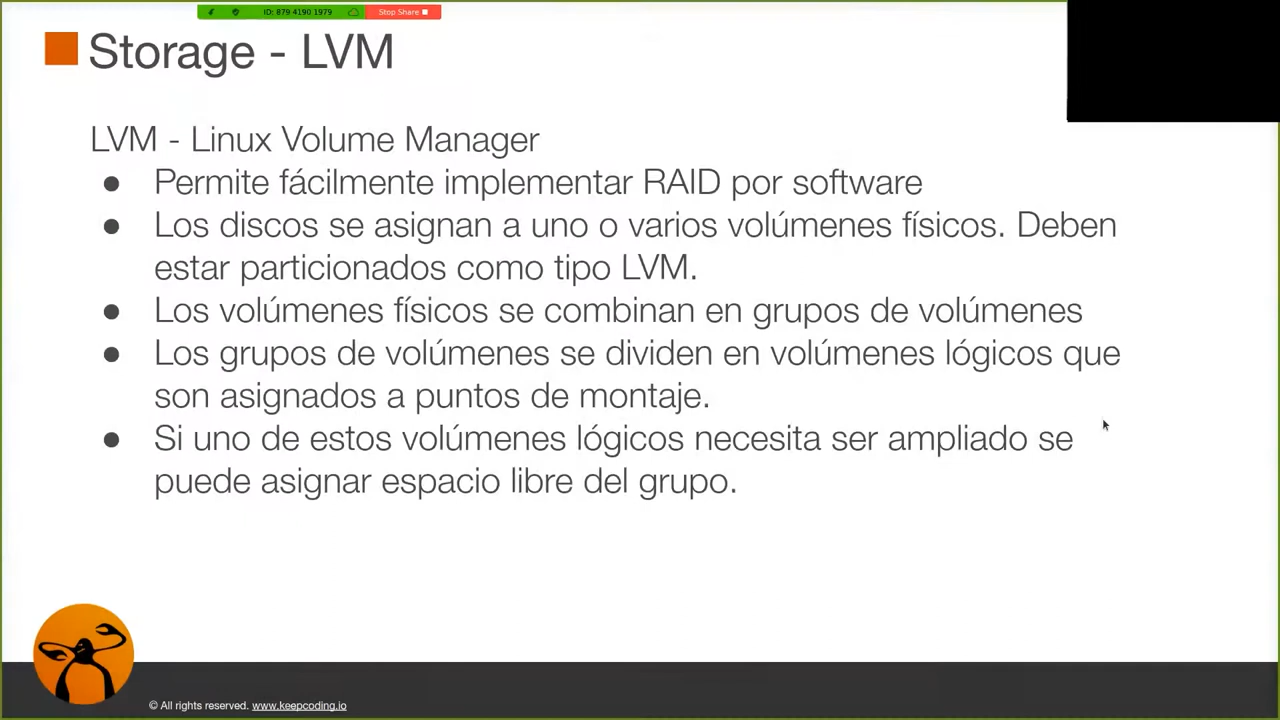 ID: 879 4190 1979
Stop Share
Storage - LVM
LVM - Linux Volume Manager
● Permite fácilmente implementar RAID por software
● Los discos se asignan a uno o varios volúmenes físicos. Deben
estar particionados como tipo LVM.
● Los volúmenes físicos se combinan en grupos de volúmenes
● Los grupos de volúmenes se dividen en volúmenes lógicos que
son asignados a puntos de montaje.
● Si uno de estos volúmenes lógicos necesita ser ampliado se
puede asignar espacio libre del grupo.
© All rights reserved. www.keepcoding.io